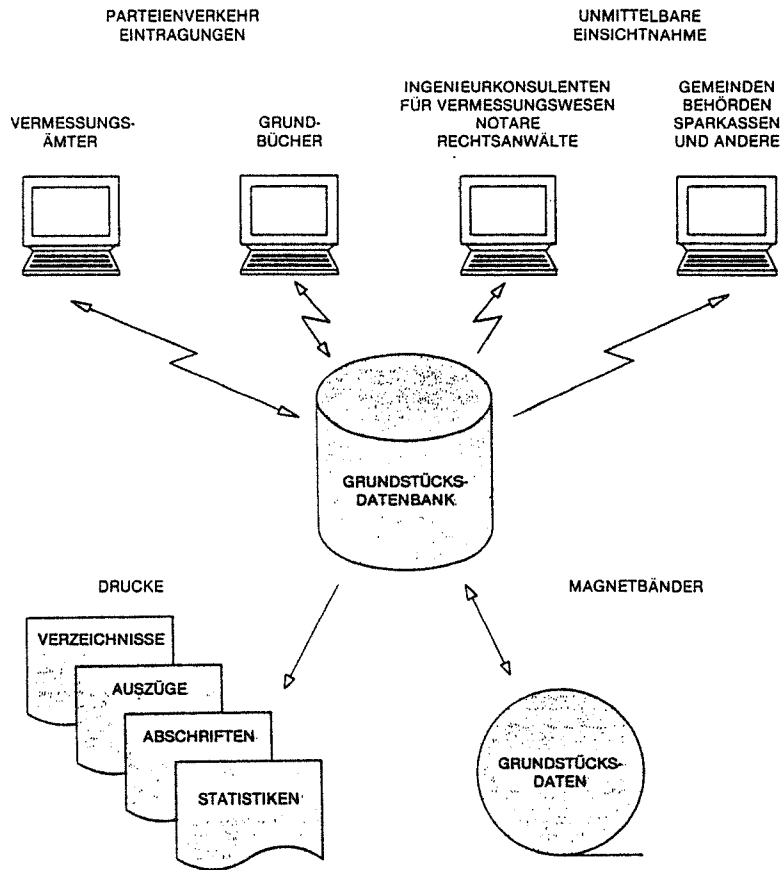 PARTEIENVERKEHR
EINTRAGUNGEN
UNMITTELBARE
EINSICHTNAHME
VERMESSUNGS-
ÄMTER
GRUND-
BÜCHER
INGENIEURKONSULENTEN
FÜR VERMESSUNGSWESEN
NOTARE
RECHTSANWÄLTE
GEMEINDEN
BEHÖRDEN
SPARKASSEN
UND ANDERE
GRUNDSTÜCKS-
DATENBANK
DRUCKE
VERZEICHNISSE
AUSZÜGE
ABSCHRIFTEN
STATISTIKEN
MAGNETBÄNDER
GRUNDSTÜCKS-
DATEN